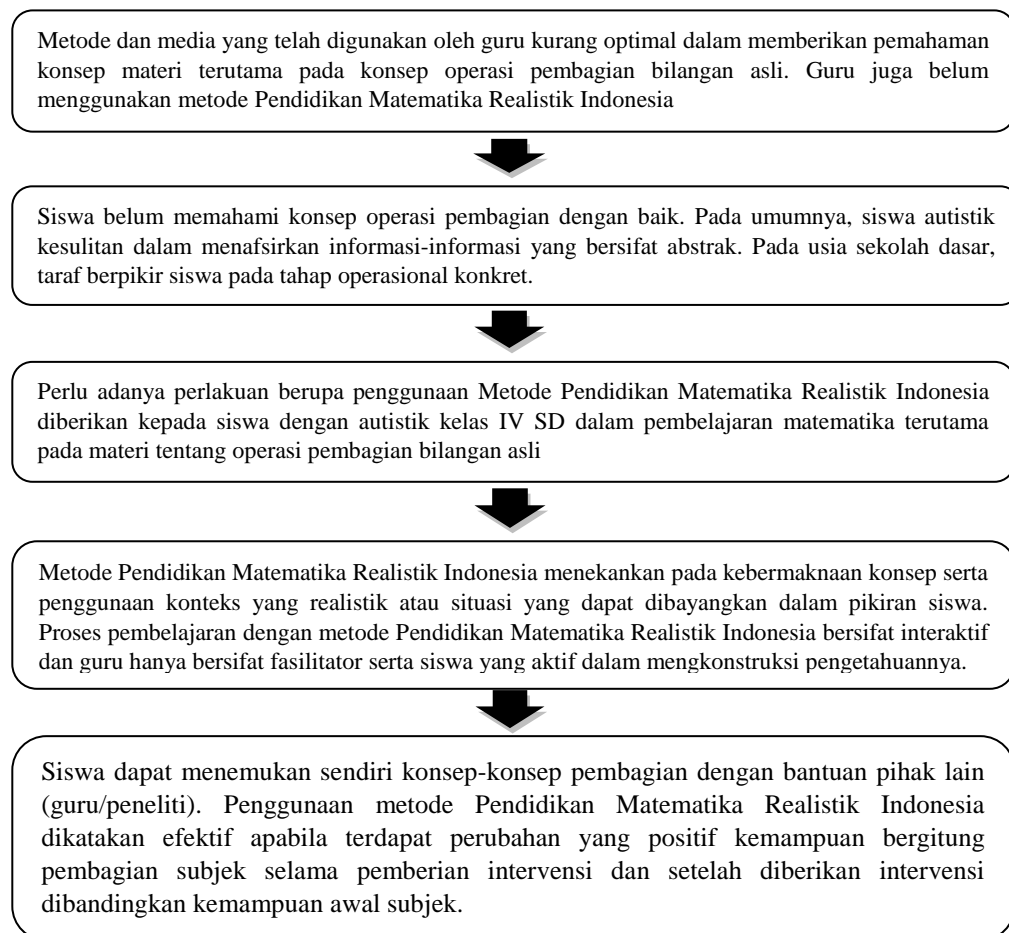 Metode dan media yang telah digunakan oleh guru kurang optimal dalam memberikan pemahaman
konsep materi terutama pada konsep operasi pembagian bilangan asli. Guru juga belum
menggunakan metode Pendidikan Matematika Realistik Indonesia
Siswa belum memahami konsep operasi pembagian dengan baik. Pada umumnya, siswa autistik
kesulitan dalam menafsirkan informasi-informasi yang bersifat abstrak. Pada usia sekolah dasar,
taraf berpikir siswa pada tahap operasional konkret.
Perlu adanya perlakuan berupa penggunaan Metode Pendidikan Matematika Realistik Indonesia
diberikan kepada siswa dengan autistik kelas IV SD dalam pembelajaran matematika terutama
pada materi tentang operasi pembagian bilangan asli
Metode Pendidikan Matematika Realistik Indonesia menekankan pada kebermaknaan konsep serta
penggunaan konteks yang realistik atau situasi yang dapat dibayangkan dalam pikiran siswa.
Proses pembelajaran dengan metode Pendidikan Matematika Realistik Indonesia bersifat interaktif
dan guru hanya bersifat fasilitator serta siswa yang aktif dalam mengkonstruksi pengetahuannya.
Siswa dapat menemukan sendiri konsep-konsep pembagian dengan bantuan pihak lain
(guru/peneliti). Penggunaan metode Pendidikan Matematika Realistik Indonesia
dikatakan efektif apabila terdapat perubahan yang positif kemampuan bergitung
pembagian subjek selama pemberian intervensi dan setelah diberikan intervensi
dibandingkan kemampuan awal subjek.